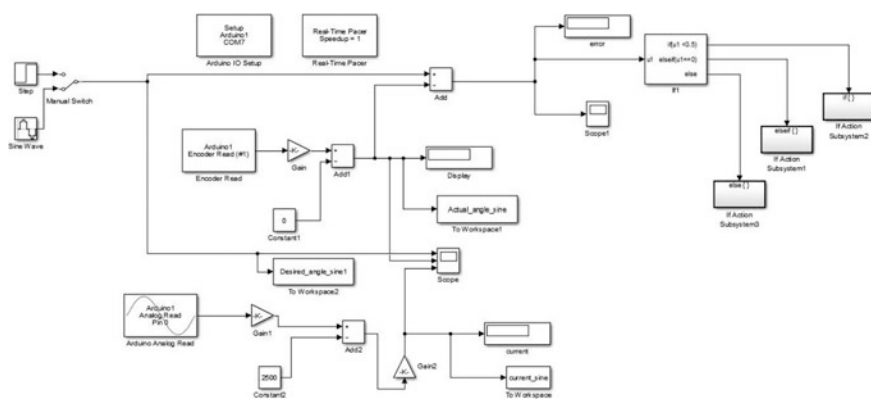 Setup
Arduino1
COM7
Arduino IO Setup
Real-Time Pacer
Speedup = 1
Real-Time Pacer
Step
Manual Switch
Sine Wave
+
−
Add
error
Scope1
u1
if(u1 <0.5)
elseif(u1==0)
else
If1
if { }
If Action
Subsystem2
elseif { }
If Action
Subsystem1
else { }
If Action
Subsystem3
Arduino1
Encoder Read (#1)
Encoder Read
-K-
Gain
+
−
Add1
0
Constant1
Display
Actual_angle_sine
To Workspace1
Scope
Desired_angle_sine1
To Workspace2
Arduino1
Analog Read
Pin 0
Arduino Analog Read
-K-
Gain1
+
−
Add2
2500
Constant2
-K-
Gain2
current
current_sine
To Workspace